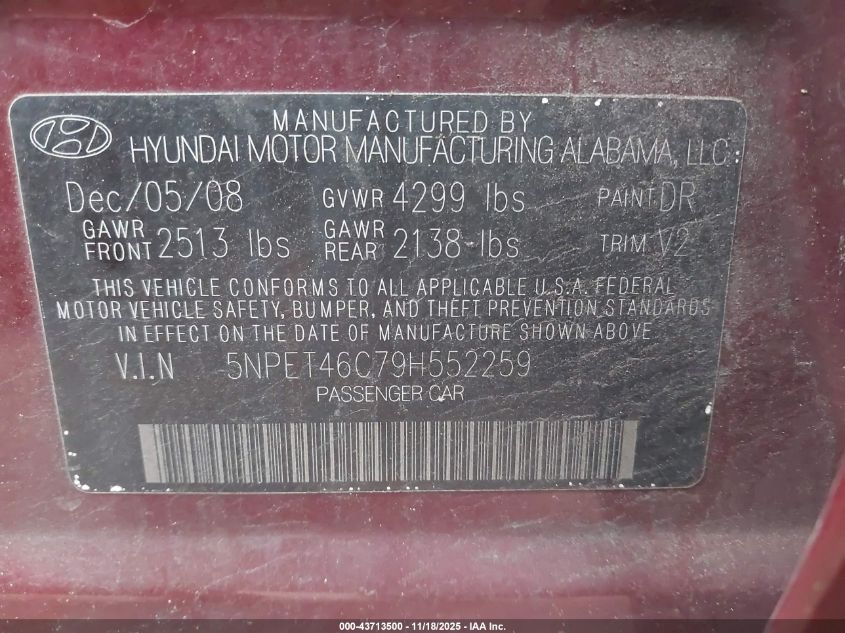 MANUFACTURED BY
HYUNDAI MOTOR MANUFACTURING ALABAMA, LLC:
Dec/05/08 GVWR 4299 lbs PAINT DR
GAWR FRONT 2513 lbs GAWR REAR 2138 lbs TRIM V2
THIS VEHICLE CONFORMS TO ALL APPLICABLE U.S.A. FEDERAL
MOTOR VEHICLE SAFETY, BUMPER, AND THEFT PREVENTION STANDARDS
IN EFFECT ON THE DATE OF MANUFACTURE SHOWN ABOVE.
V.I.N 5NPET46C79H552259
PASSENGER CAR
000-43713500 - 11/18/2025 - IAA Inc.